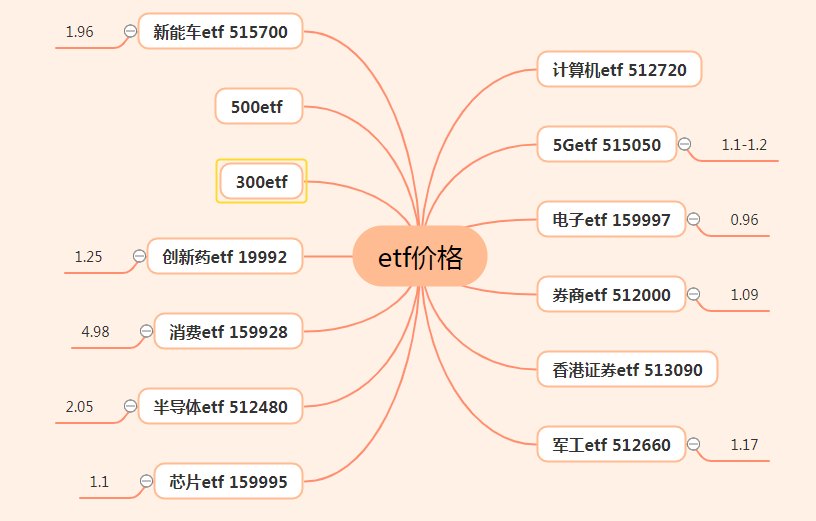 etf价格
计算机etf 512720
5Getf 515050
1.1-1.2
电子etf 159997
0.96
券商etf 512000
1.09
香港证券etf 513090
军工etf 512660
1.17
新能车etf 515700
1.96
500etf
300etf
创新药etf 19992
1.25
消费etf 159928
4.98
半导体etf 512480
2.05
芯片etf 159995
1.1